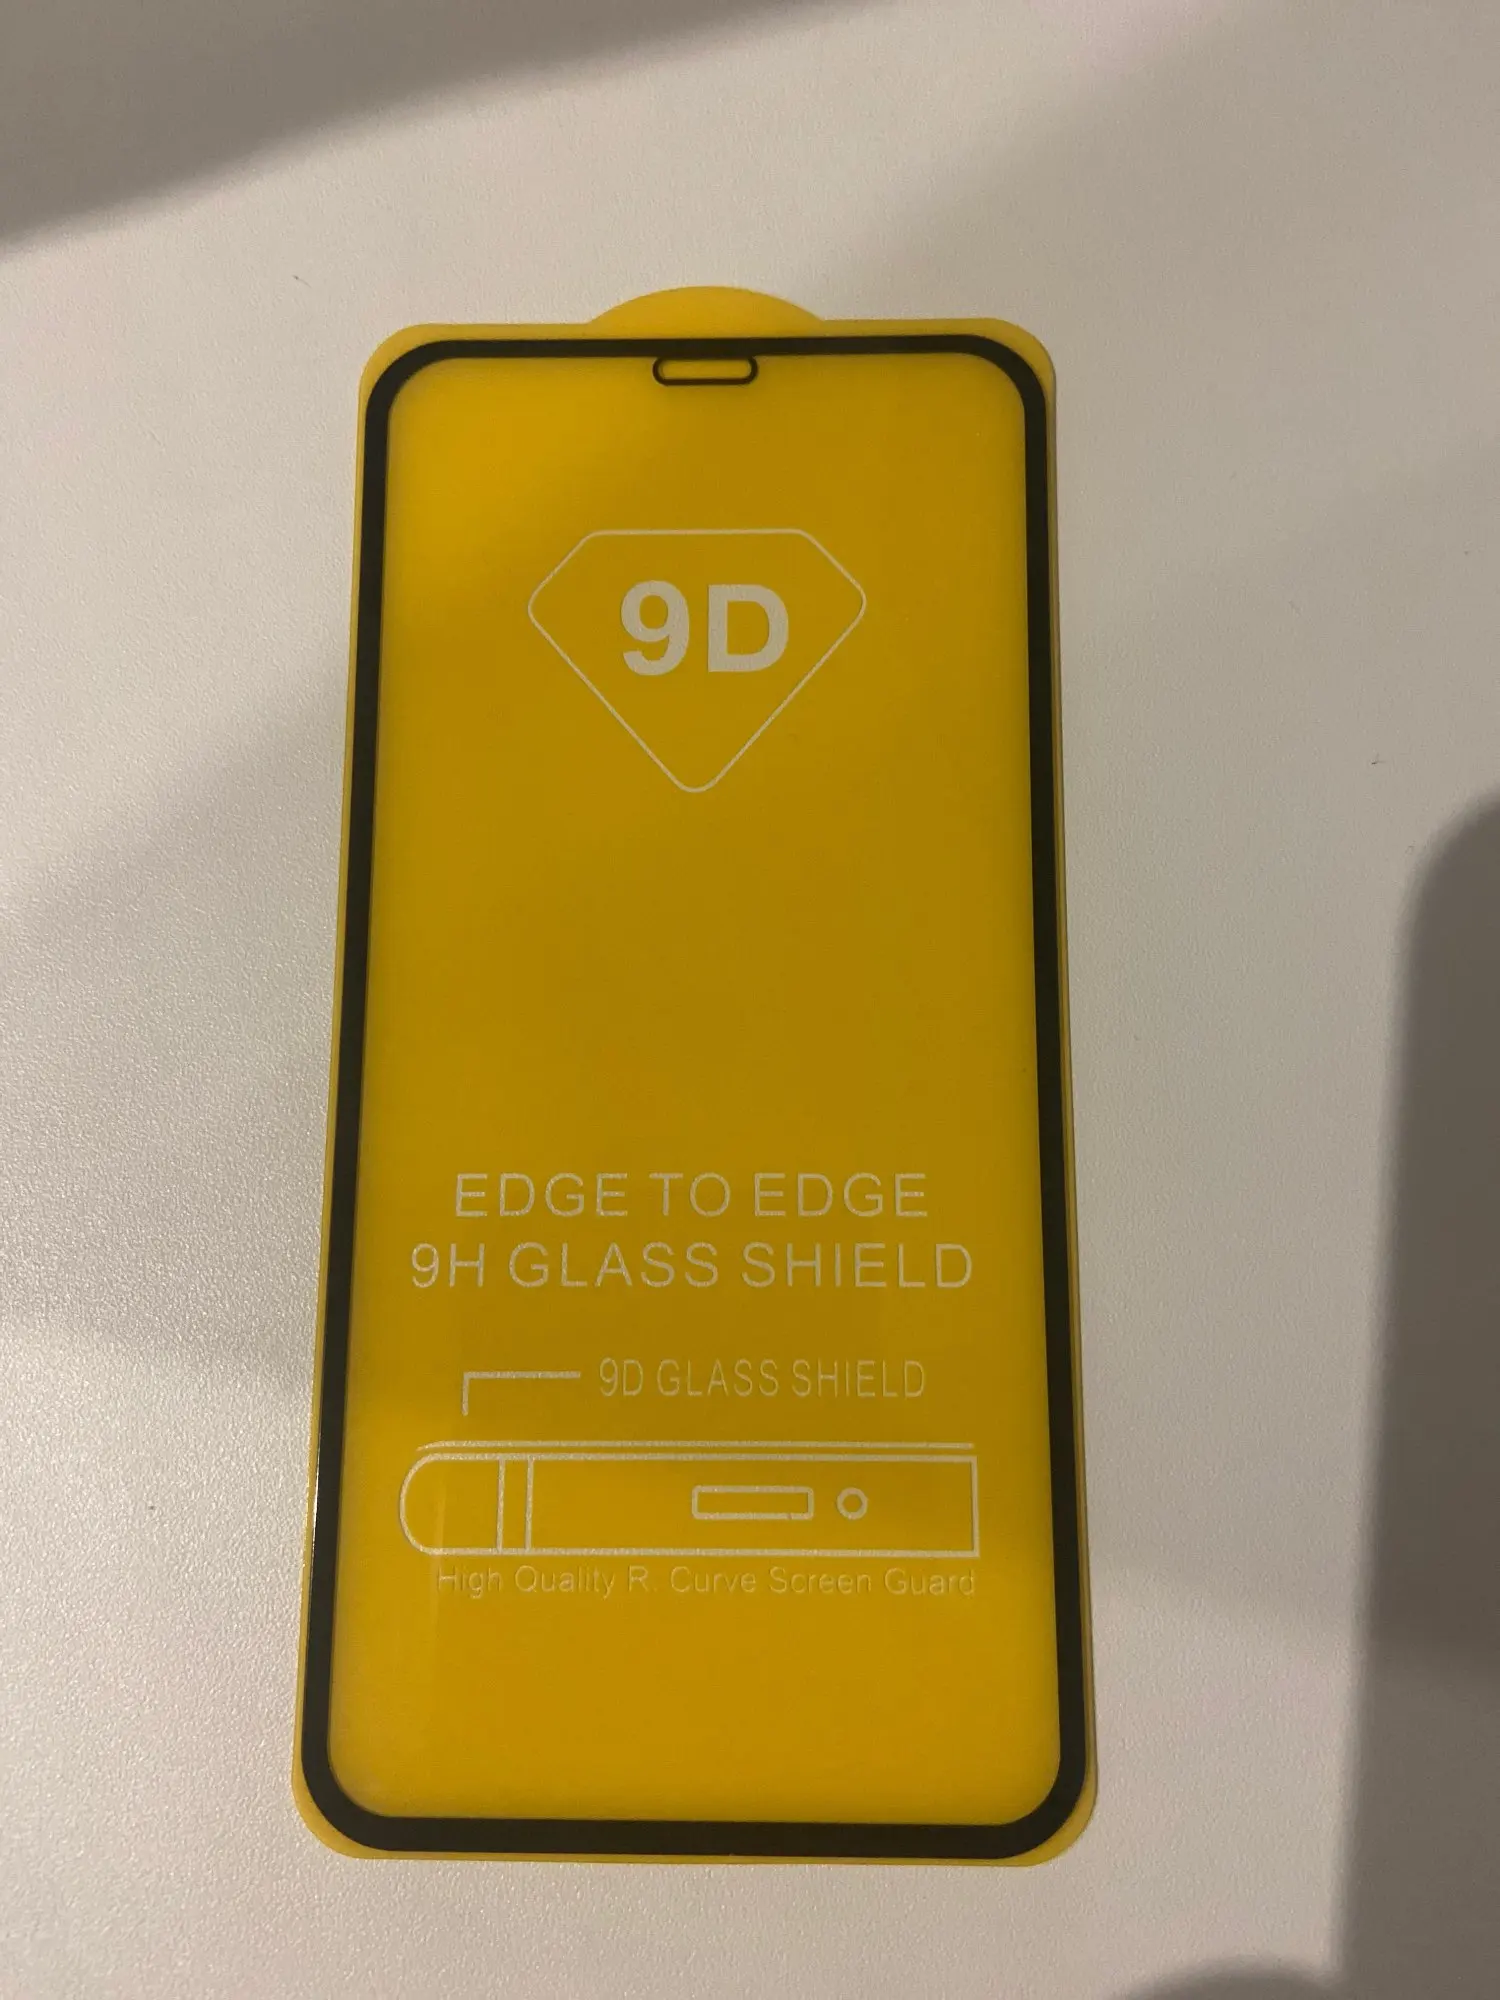 9D
EDGE TO EDGE
9H GLASS SHIELD
9D GLASS SHIELD
High Quality R. Curve Screen Guard